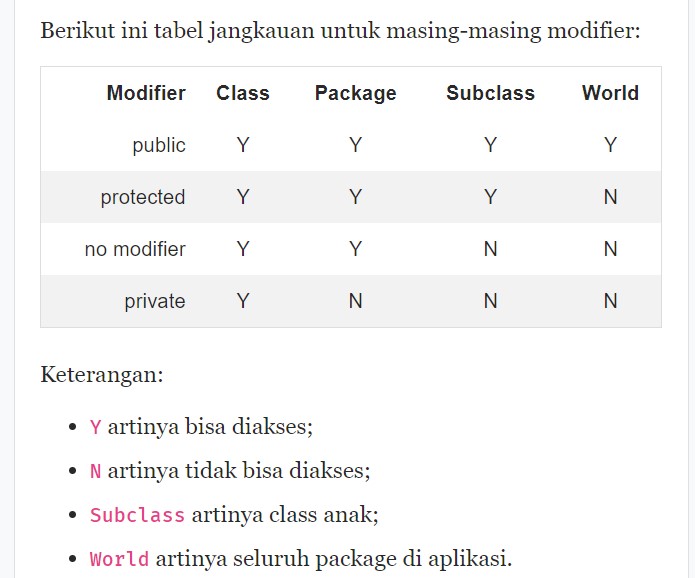 Berikut ini tabel jangkauan untuk masing-masing modifier:
Modifier Class Package Subclass World
public Y Y Y Y
protected Y Y Y N
no modifier Y Y N N
private Y N N N
Keterangan:
• Y artinya bisa diakses;
• N artinya tidak bisa diakses;
• Subclass artinya class anak;
• World artinya seluruh package di aplikasi.